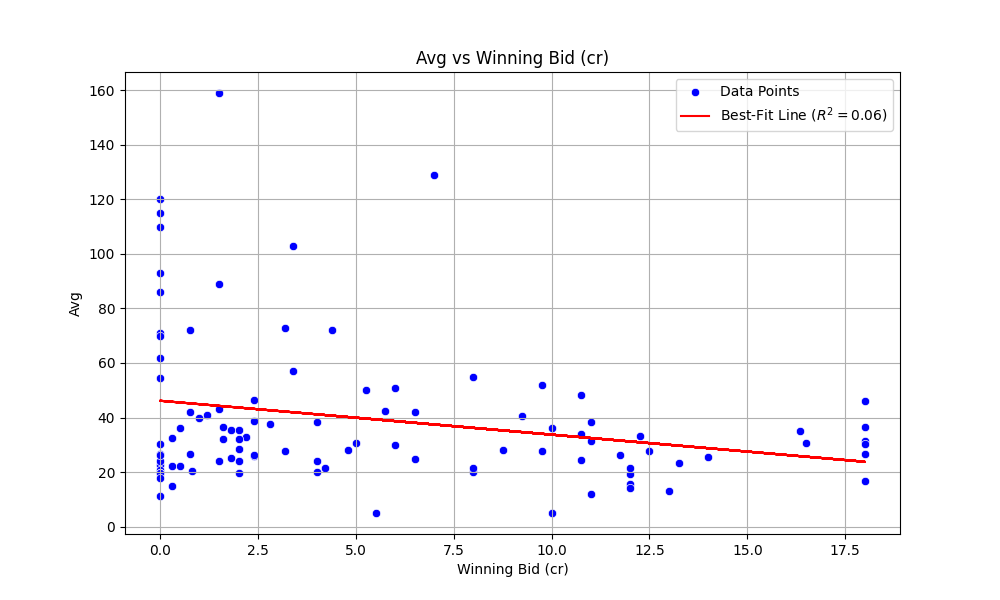 Avg vs Winning Bid (cr)
Data Points
Best-Fit Line (R² = 0.06)
160
140
120
100
80
60
40
20
0
Avg
0.0 2.5 5.0 7.5 10.0 12.5 15.0 17.5
Winning Bid (cr)